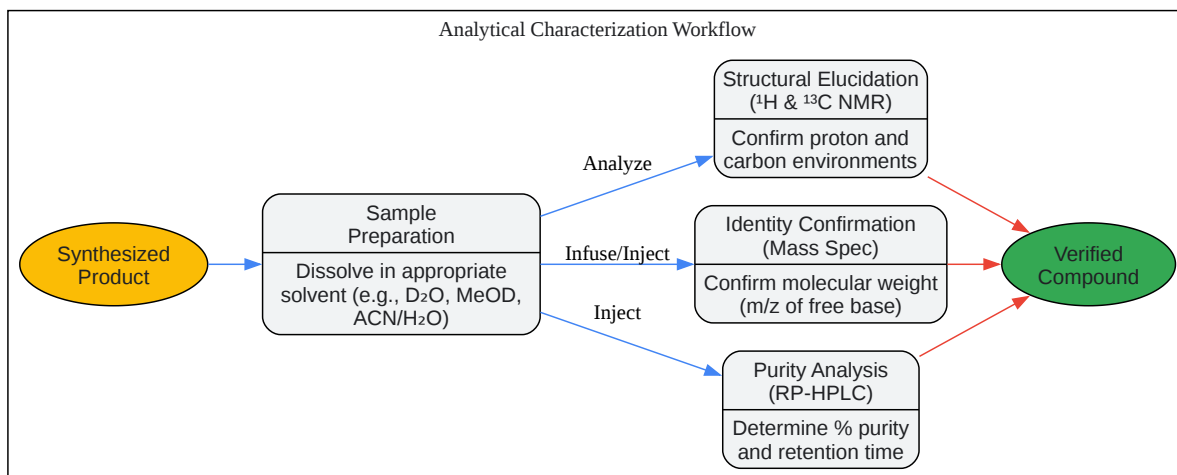 Analytical Characterization Workflow
Synthesized
Product
Sample
Preparation
Dissolve in appropriate
solvent (e.g., D₂O, MeOD,
ACN/H₂O)
Analyze
Infuse/Inject
Inject
Structural Elucidation
(¹H & ¹³C NMR)
Confirm proton and
carbon environments
Identity Confirmation
(Mass Spec)
Confirm molecular weight
(m/z of free base)
Purity Analysis
(RP-HPLC)
Determine % purity
and retention time
Verified
Compound